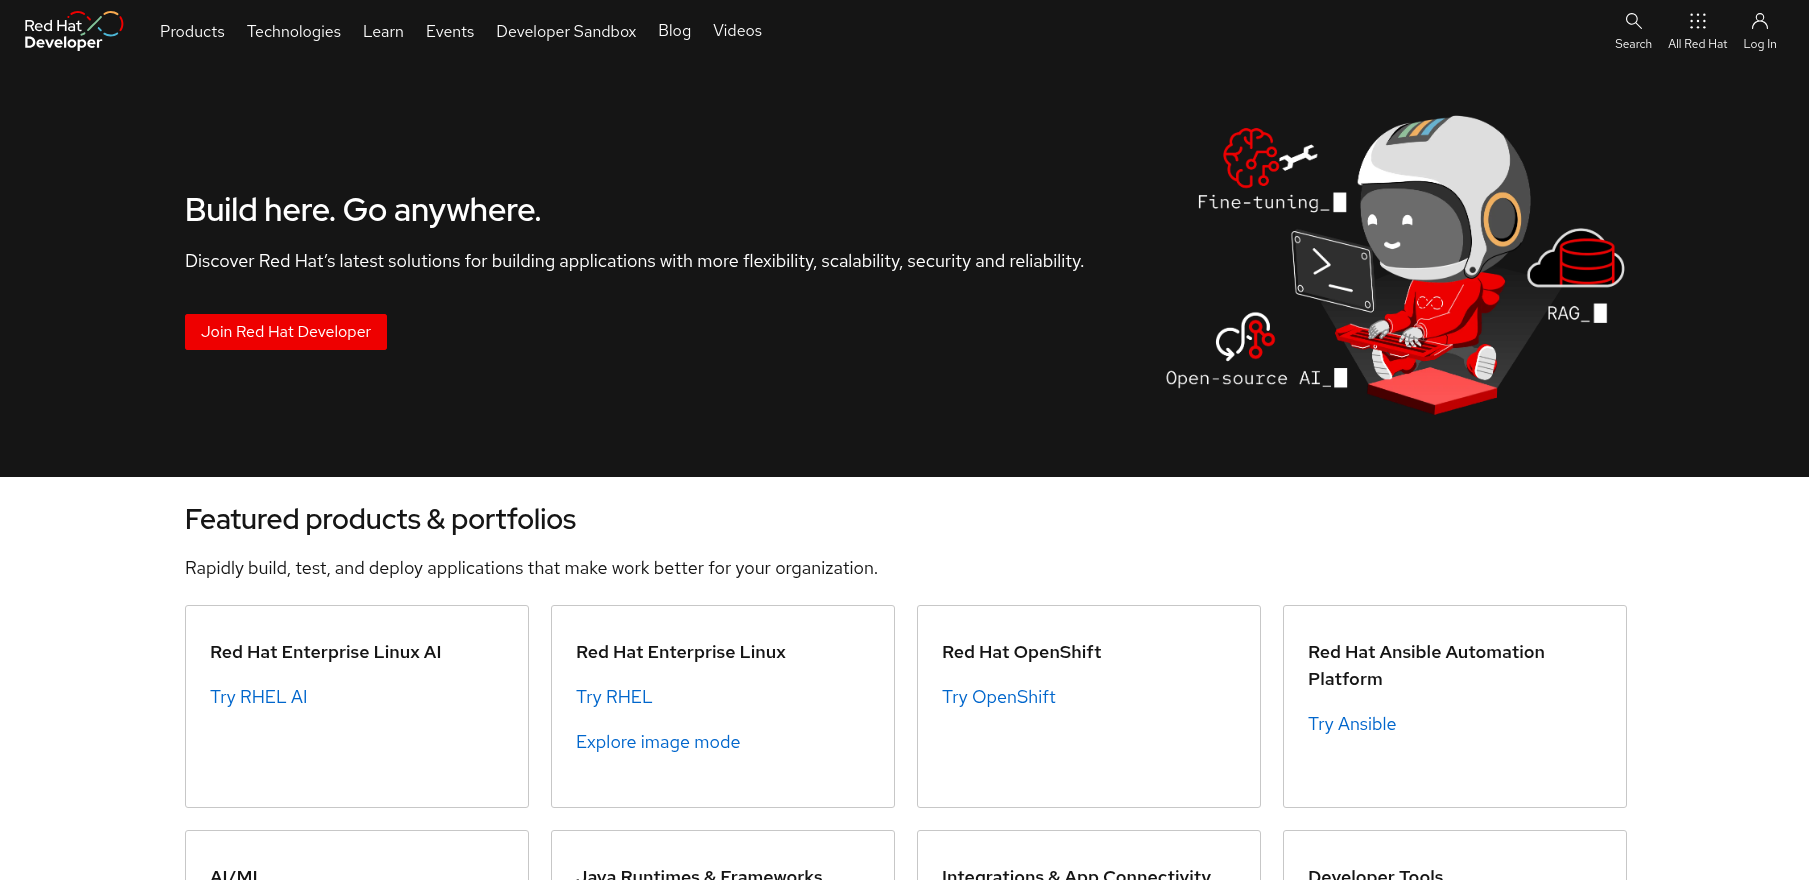 Red Hat
Developer
Products
Technologies
Learn
Events
Developer Sandbox
Blog
Videos
Search
All Red Hat
Log In
Build here. Go anywhere.
Discover Red Hat’s latest solutions for building applications with more flexibility, scalability, security and reliability.
Join Red Hat Developer
Fine-tuning_
RAG_
Open-source AI_
Featured products & portfolios
Rapidly build, test, and deploy applications that make work better for your organization.
Red Hat Enterprise Linux AI
Try RHEL AI
Red Hat Enterprise Linux
Try RHEL
Explore image mode
Red Hat OpenShift
Try OpenShift
Red Hat Ansible Automation
Platform
Try Ansible
AI/ML
Java Runtimes & Frameworks
Integrations & App Connectivity
Developer Tools